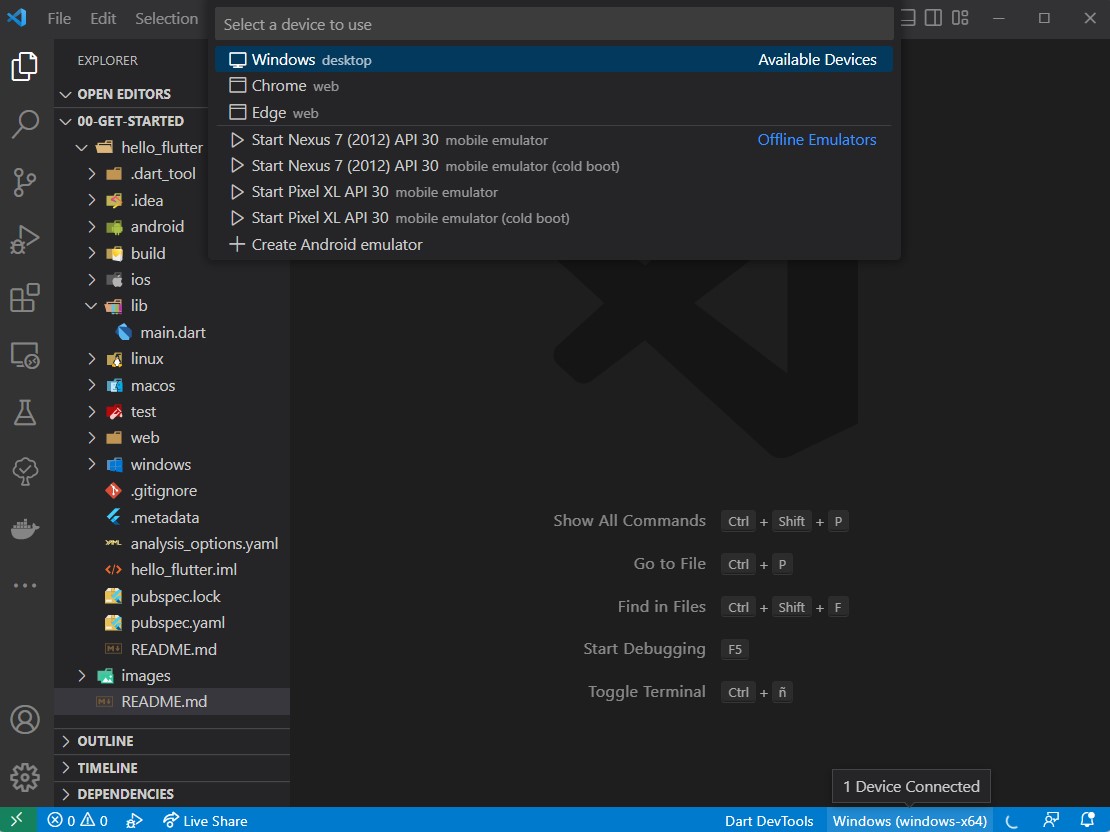 File Edit Selection
Select a device to use
Windows desktop Available Devices
Chrome web
Edge web
Start Nexus 7 (2012) API 30 mobile emulator Offline Emulators
Start Nexus 7 (2012) API 30 mobile emulator (cold boot)
Start Pixel XL API 30 mobile emulator
Start Pixel XL API 30 mobile emulator (cold boot)
Create Android emulator
EXPLORER
OPEN EDITORS
00-GET-STARTED
hello_flutter
.dart_tool
.idea
android
build
ios
lib
main.dart
linux
macos
test
web
windows
.gitignore
.metadata
analysis_options.yaml
hello_flutter.iml
pubspec.lock
pubspec.yaml
README.md
images
README.md
OUTLINE
TIMELINE
DEPENDENCIES
Show All Commands Ctrl + Shift + P
Go to File Ctrl + P
Find in Files Ctrl + Shift + F
Start Debugging F5
Toggle Terminal Ctrl + ñ
1 Device Connected
0 0 Live Share Dart DevTools Windows (windows-x64)